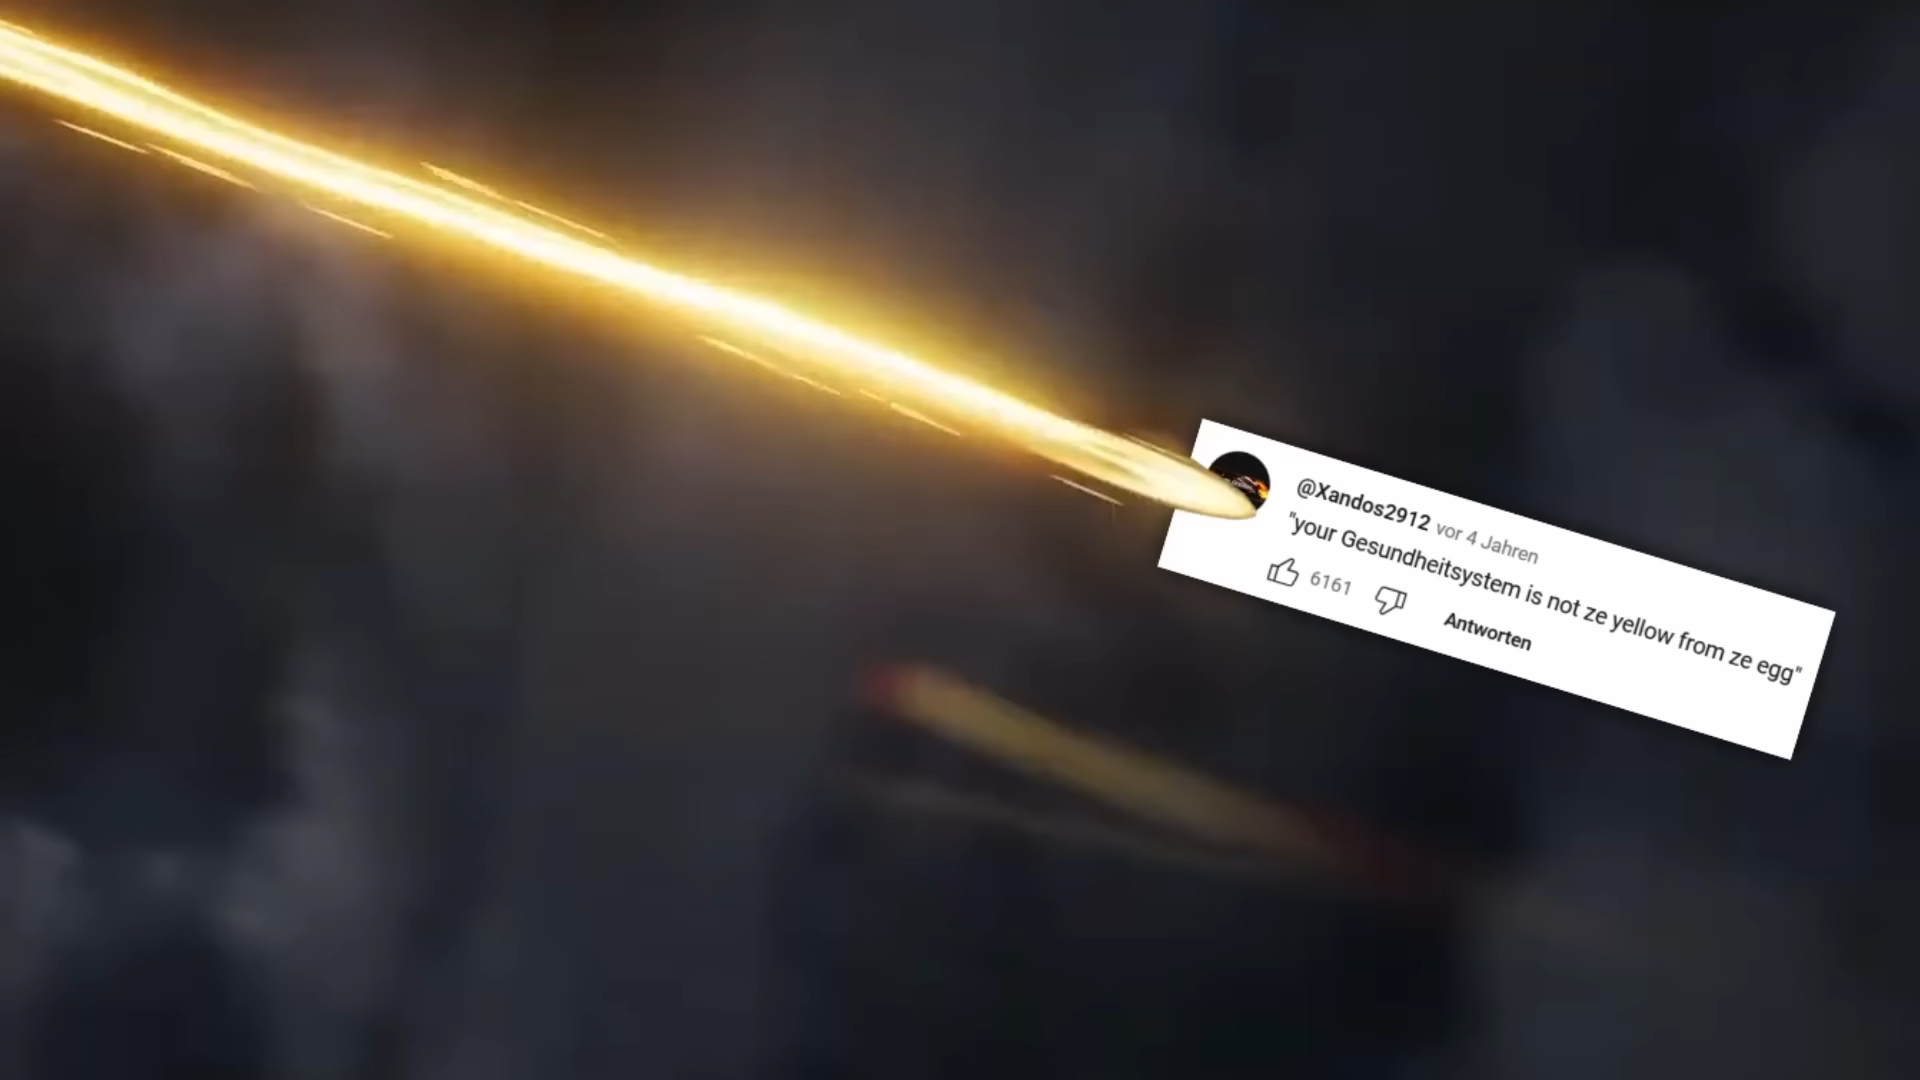 @Xandos2912 vor 4 Jahren
"your Gesundheitsystem is not ze yellow from ze egg"
6161 Antworten